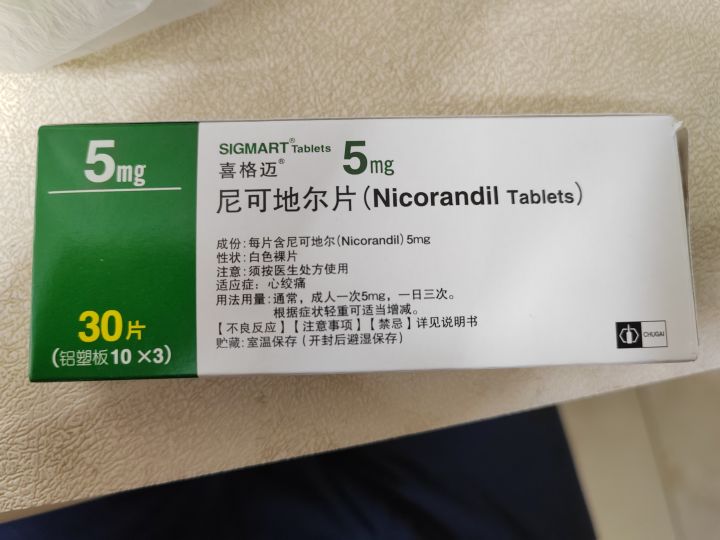 5mg
30片
(铝塑板10×3)
SIGMART® Tablets 5mg
喜格迈®
尼可地尔片(Nicorandil Tablets)
成份:每片含尼可地尔(Nicorandil)5mg
性状:白色裸片
注意:须按医生处方使用
适应症:心绞痛
用法用量:通常，成人一次5mg，一日三次。
根据症状轻重可适当增减。
【不良反应】【注意事项】【禁忌】详见说明书
贮藏:室温保存(开封后避湿保存)
CHUGAI